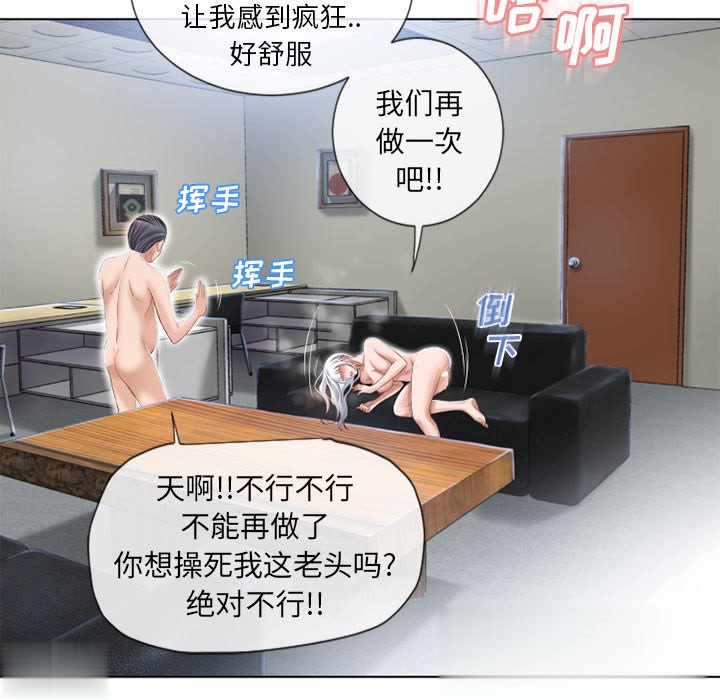 让我感到疯狂..
好舒服
啊
我们再
做一次
吧!!
挥手
挥手
倒
下
天啊!!不行不行
不能再做了
你想操死我这老头吗?
绝对不行!!